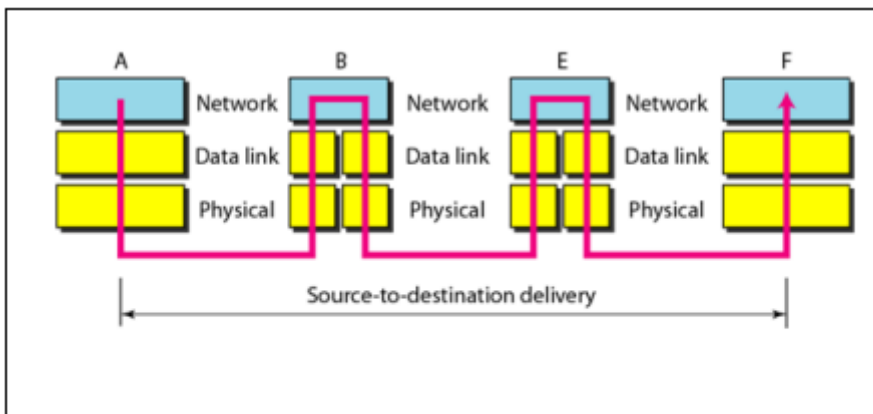 A B E F
Network Network Network
Data link Data link Data link
Physical Physical Physical
Source-to-destination delivery